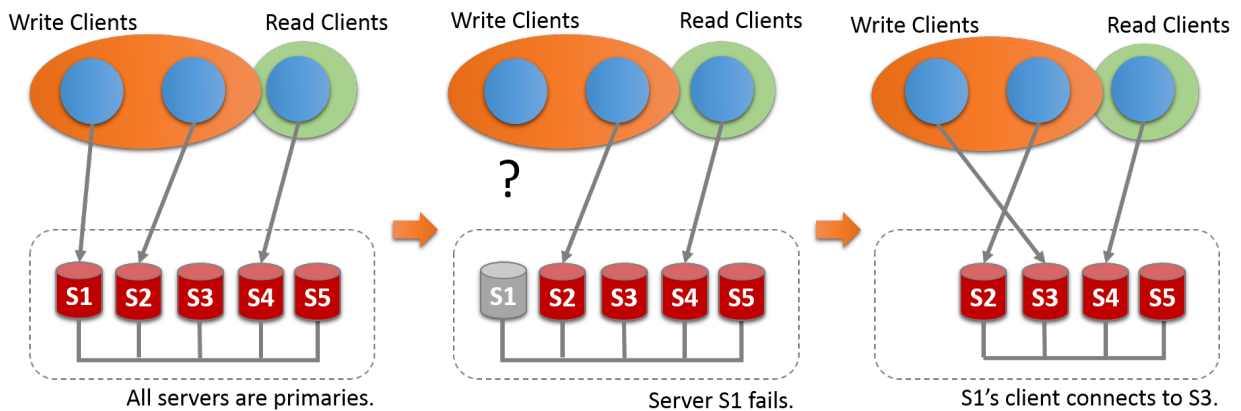 Write Clients Read Clients
S1 S2 S3 S4 S5
All servers are primaries.
Write Clients Read Clients
?
S1 S2 S3 S4 S5
Server S1 fails.
Write Clients Read Clients
S2 S3 S4 S5
S1's client connects to S3.